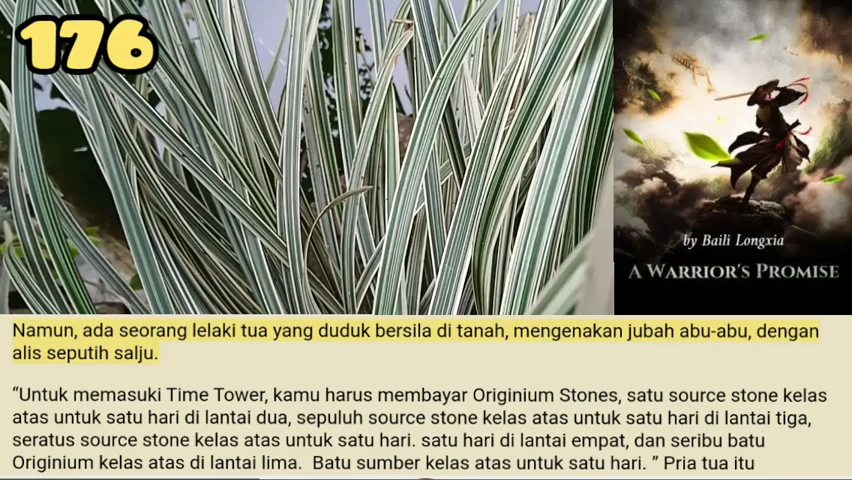 176
by Baili Longxia
A WARRIOR'S PROMISE
Namun, ada seorang lelaki tua yang duduk bersila di tanah, mengenakan jubah abu-abu, dengan
alis seputih salju.
“Untuk memasuki Time Tower, kamu harus membayar Originium Stones, satu source stone kelas
atas untuk satu hari di lantai dua, sepuluh source stone kelas atas untuk satu hari di lantai tiga,
seratus source stone kelas atas untuk satu hari. satu hari di lantai empat, dan seribu batu
Originium kelas atas di lantai lima.  Batu sumber kelas atas untuk satu hari. ” Pria tua itu